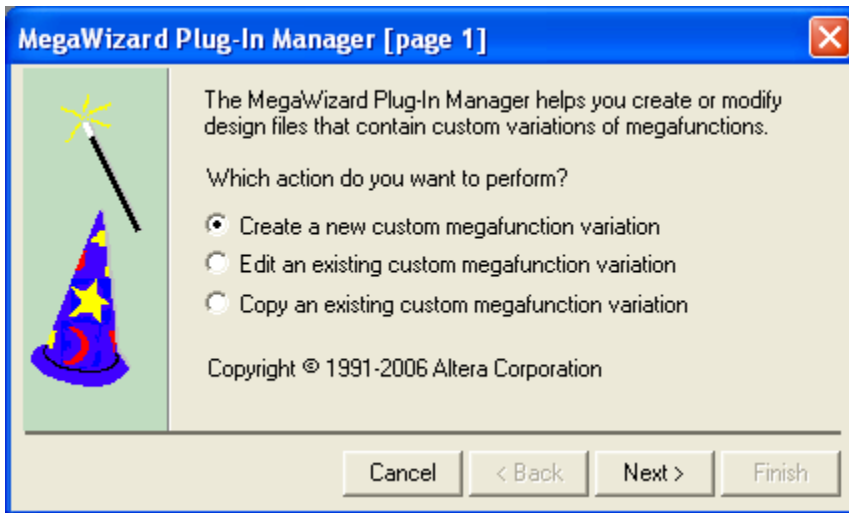 MegaWizard Plug-In Manager [page 1]
The MegaWizard Plug-In Manager helps you create or modify
design files that contain custom variations of megafunctions.
Which action do you want to perform?
Create a new custom megafunction variation
Edit an existing custom megafunction variation
Copy an existing custom megafunction variation
Copyright © 1991-2006 Altera Corporation
Cancel < Back Next > Finish